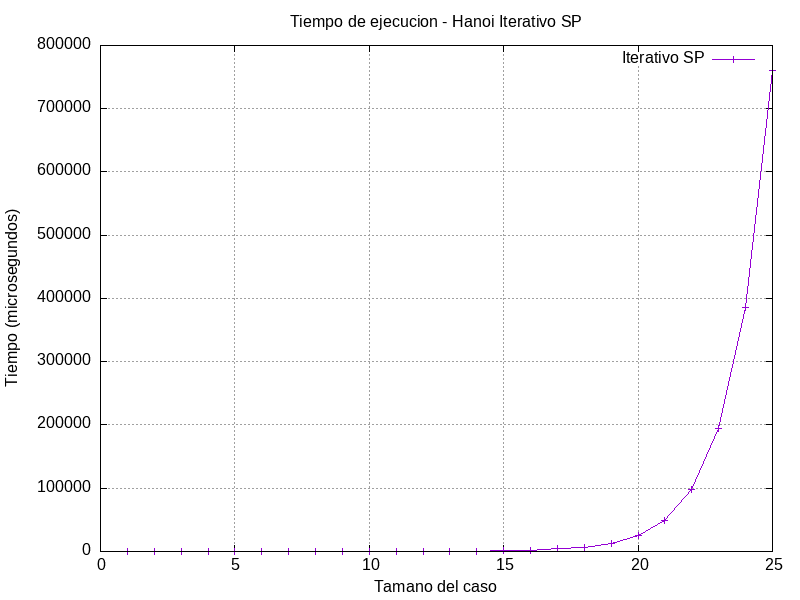 Tiempo de ejecucion - Hanoi Iterativo SP
Iterativo SP
800000
700000
600000
500000
400000
300000
200000
100000
0
Tiempo (microsegundos)
0 5 10 15 20 25
Tamano del caso